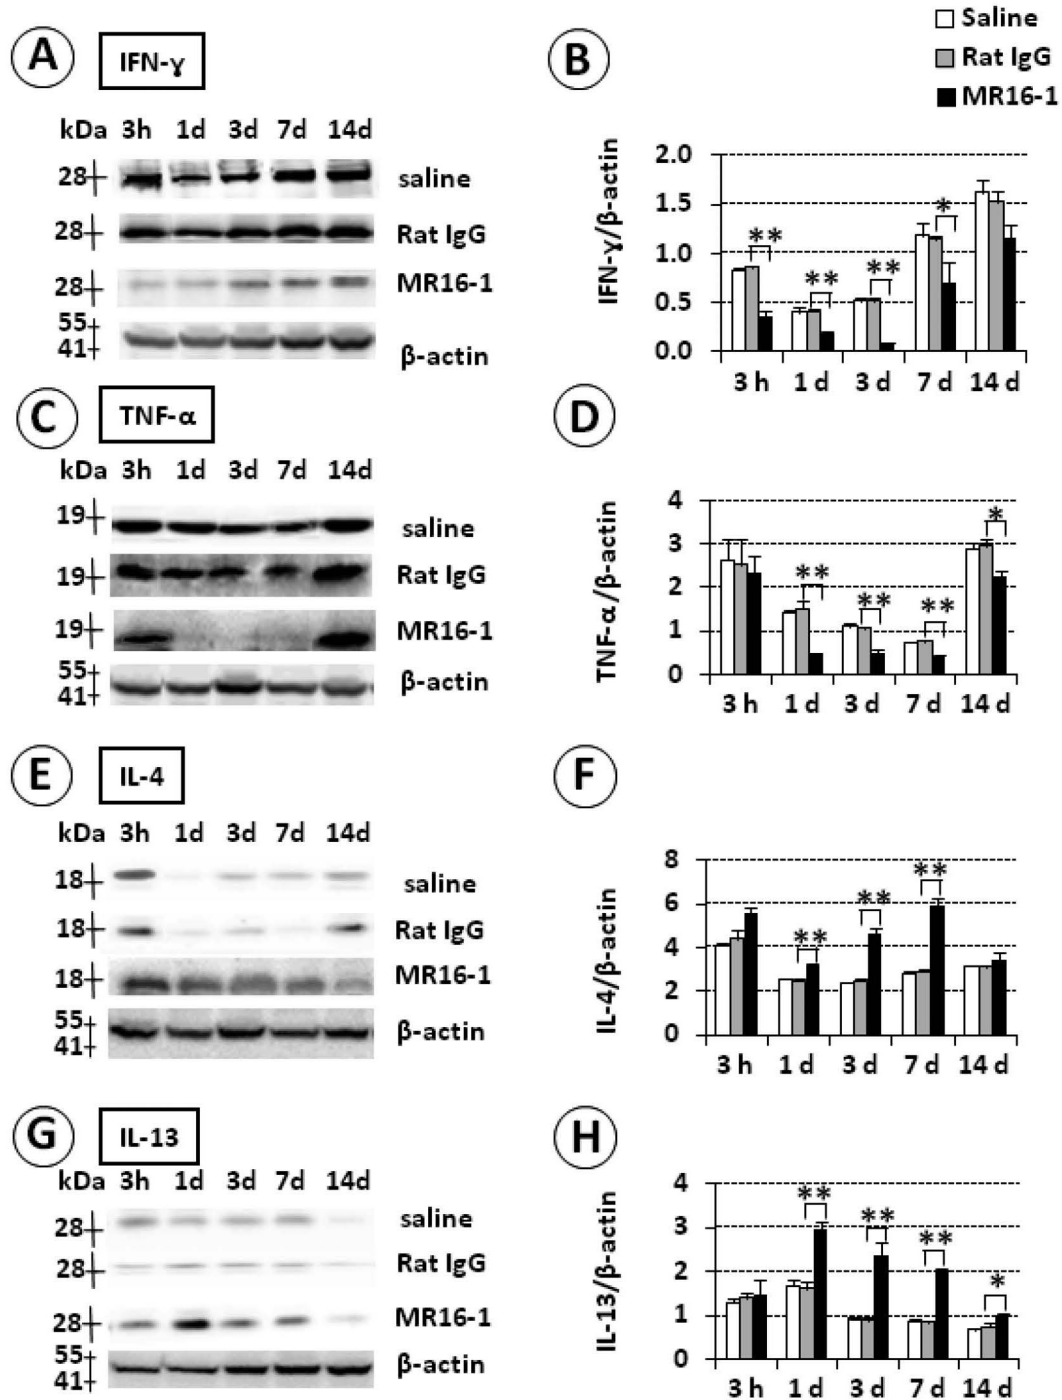 Saline
Rat IgG
MR16-1
A IFN-ɣ
kDa 3h 1d 3d 7d 14d
28 saline
28 Rat IgG
28 MR16-1
55
41 β-actin
B
IFN-ɣ/β-actin
2.0
1.5
1.0
0.5
0.0
** ** ** *
3 h 1 d 3 d 7 d 14 d
C TNF-α
kDa 3h 1d 3d 7d 14d
19 saline
19 Rat IgG
19 MR16-1
55
41 β-actin
D
TNF-α/β-actin
4
3
2
1
0
** ** ** *
3 h 1 d 3 d 7 d 14 d
E IL-4
kDa 3h 1d 3d 7d 14d
18 saline
18 Rat IgG
18 MR16-1
55
41 β-actin
F
IL-4/β-actin
8
6
4
2
0
** ** **
3 h 1 d 3 d 7 d 14 d
G IL-13
kDa 3h 1d 3d 7d 14d
28 saline
28 Rat IgG
28 MR16-1
55
41 β-actin
H
IL-13/β-actin
4
3
2
1
0
** ** ** *
3 h 1 d 3 d 7 d 14 d